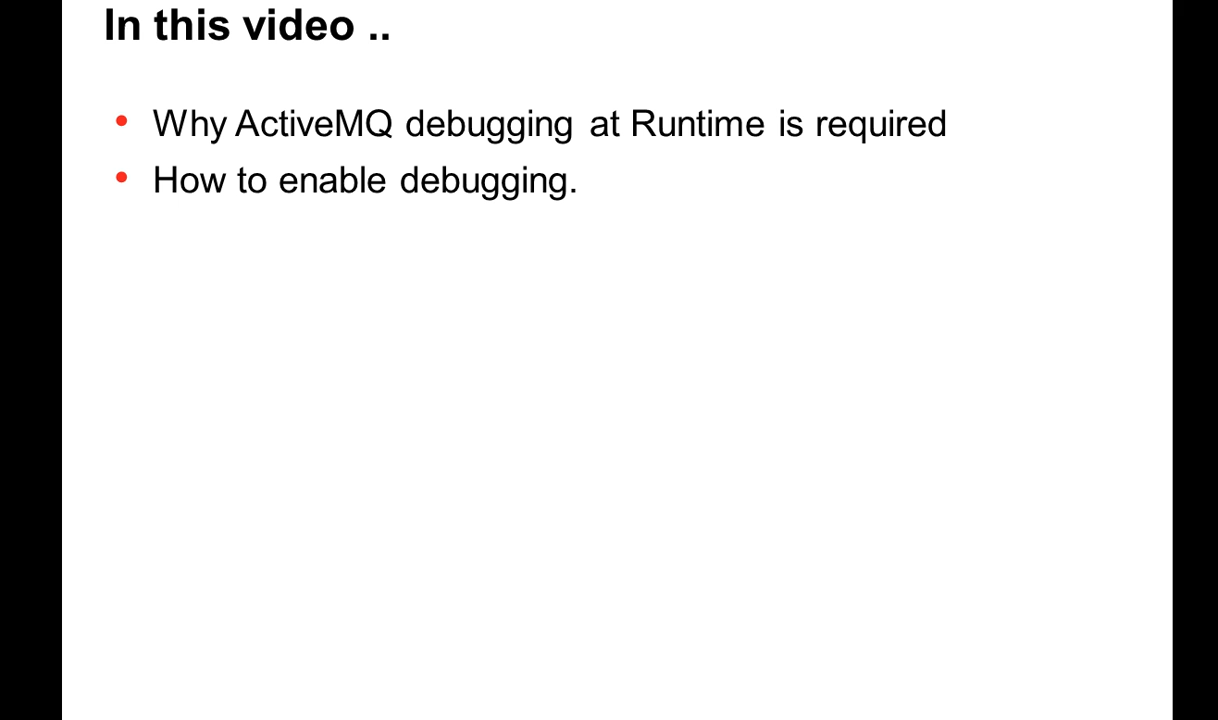 In this video ..
• Why ActiveMQ debugging at Runtime is required
• How to enable debugging.